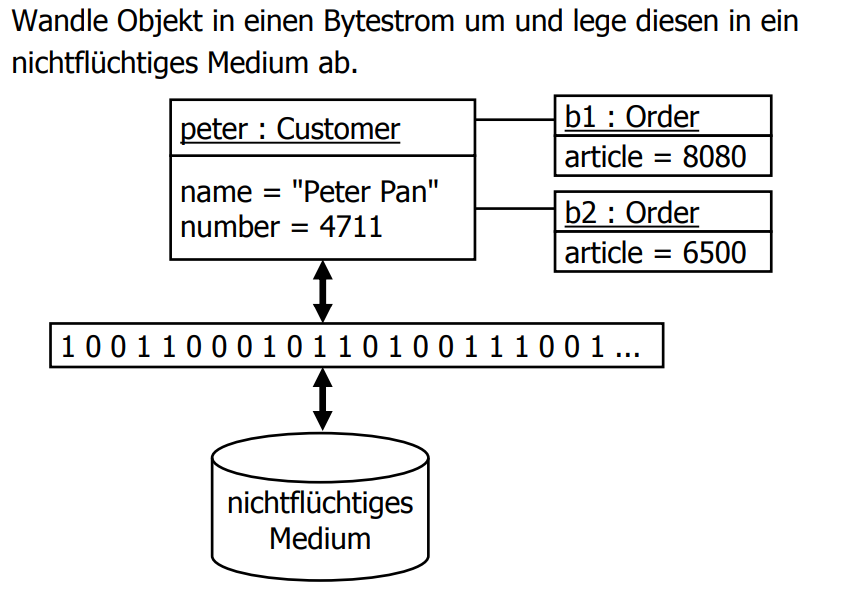 Wandle Objekt in einen Bytestrom um und lege diesen in ein
nichtflüchtiges Medium ab.
peter : Customer
name = "Peter Pan"
number = 4711
b1 : Order
article = 8080
b2 : Order
article = 6500
1 0 0 1 1 0 0 0 1 0 1 1 0 1 0 0 1 1 1 0 0 1 ...
nichtflüchtiges
Medium